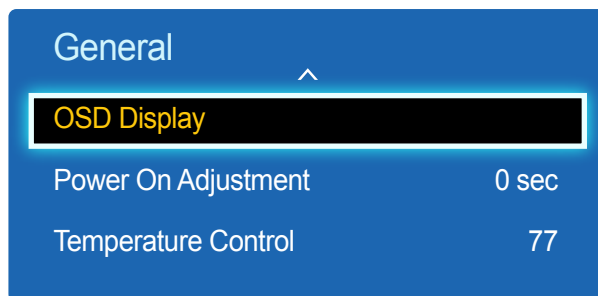 General
OSD Display
Power On Adjustment 0 sec
Temperature Control 77